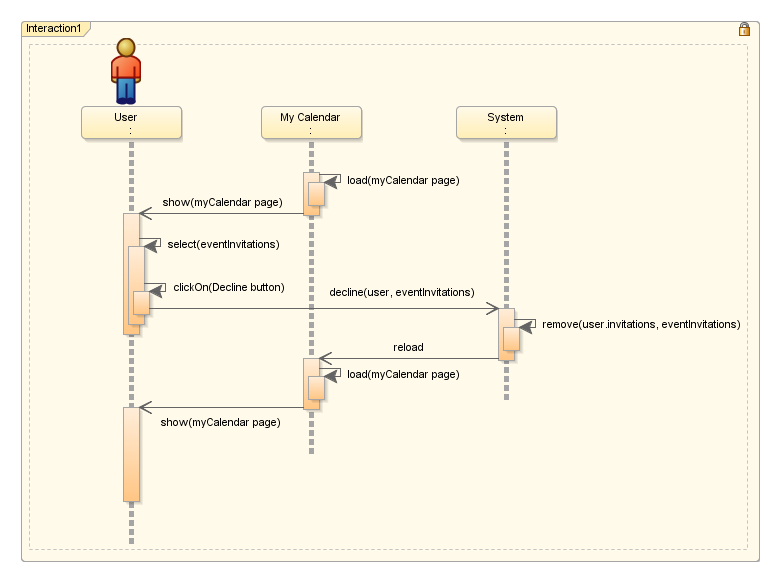 Interaction1
User
:
My Calendar
:
System
:
load(myCalendar page)
show(myCalendar page)
select(eventInvitations)
clickOn(Decline button)
decline(user, eventInvitations)
remove(user.invitations, eventInvitations)
reload
load(myCalendar page)
show(myCalendar page)